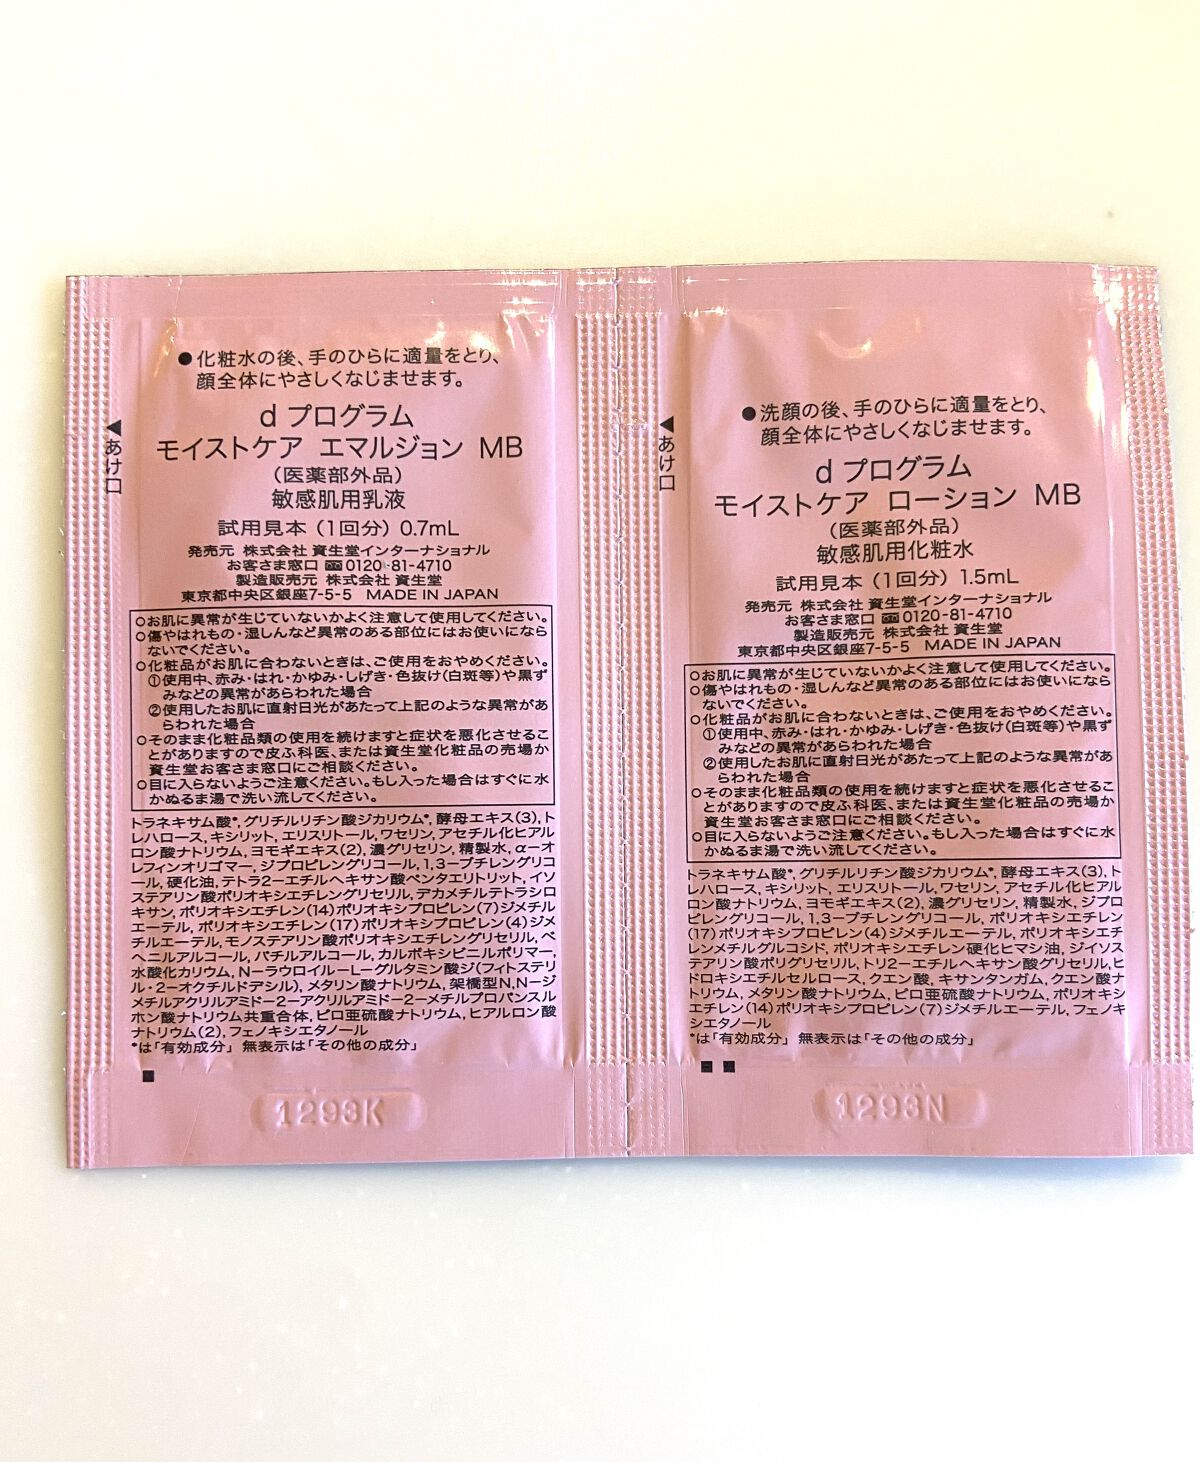 ●化粧水の後、手のひらに適量をとり、
顔全体にやさしくなじませます。
◀あけ口
d プログラム
モイストケア エマルジョン MB
（医薬部外品）
敏感肌用乳液
試用見本（1回分）0.7mL
発売元 株式会社 資生堂インターナショナル
お客さま窓口 0120-81-4710
製造販売元 株式会社 資生堂
東京都中央区銀座7-5-5 MADE IN JAPAN
○お肌に異常が生じていないかよく注意して使用してください。
○傷やはれもの・湿しんなど異常のある部位にはお使いになら
ないでください。
○化粧品がお肌に合わないときは、ご使用をおやめください。
①使用中、赤み・はれ・かゆみ・しげき・色抜け(白斑等)や黒ず
みなどの異常があらわれた場合
②使用したお肌に直射日光があたって上記のような異常があ
らわれた場合
○そのまま化粧品類の使用を続けますと症状を悪化させるこ
とがありますので皮ふ科医、または資生堂化粧品の売場か
資生堂お客さま窓口にご相談ください。
○目に入らないようご注意ください。もし入った場合はすぐに水
かぬるま湯で洗い流してください。
トラネキサム酸*,グリチルリチン酸ジカリウム*,酵母エキス(3),ト
レハロース,キシリット,エリスリトール,ワセリン,アセチル化ヒアル
ロン酸ナトリウム,ヨモギエキス(2),濃グリセリン,精製水,α-オ
レフィンオリゴマー,ジプロピレングリコール,1,3-ブチレングリコ
ール,硬化油,テトラ2-エチルヘキサン酸ペンタエリトリット,イソ
ステアリン酸ポリオキシエチレングリセリル,デカメチルテトラシロ
キサン,ポリオキシエチレン(14)ポリオキシプロピレン(7)ジメチル
エーテル,ポリオキシエチレン(17)ポリオキシプロピレン(4)ジメ
チルエーテル,モノステアリン酸ポリオキシエチレングリセリル,ベ
ヘニルアルコール,バチルアルコール,カルボキシビニルポリマー,
水酸化カリウム,N-ラウロイル-L-グルタミン酸ジ(フィトステリ
ル・2-オクチルドデシル),メタリン酸ナトリウム,架橋型N,N-ジ
メチルアクリルアミド-2-アクリルアミド-2-メチルプロパンスル
ホン酸ナトリウム共重合体,ピロ亜硫酸ナトリウム,ヒアルロン酸
ナトリウム(2),フェノキシエタノール
*は「有効成分」 無表示は「その他の成分」
1293K
●洗顔の後、手のひらに適量をとり、
顔全体にやさしくなじませます。
◀あけ口
d プログラム
モイストケア ローション MB
（医薬部外品）
敏感肌用化粧水
試用見本（1回分）1.5mL
発売元 株式会社 資生堂インターナショナル
お客さま窓口 0120-81-4710
製造販売元 株式会社 資生堂
東京都中央区銀座7-5-5 MADE IN JAPAN
○お肌に異常が生じていないかよく注意して使用してください。
○傷やはれもの・湿しんなど異常のある部位にはお使いになら
ないでください。
○化粧品がお肌に合わないときは、ご使用をおやめください。
①使用中、赤み・はれ・かゆみ・しげき・色抜け(白斑等)や黒ず
みなどの異常があらわれた場合
②使用したお肌に直射日光があたって上記のような異常があ
らわれた場合
○そのまま化粧品類の使用を続けますと症状を悪化させるこ
とがありますので皮ふ科医、または資生堂化粧品の売場か
資生堂お客さま窓口にご相談ください。
○目に入らないようご注意ください。もし入った場合はすぐに水
かぬるま湯で洗い流してください。
トラネキサム酸*,グリチルリチン酸ジカリウム*,酵母エキス(3),ト
レハロース,キシリット,エリスリトール,ワセリン,アセチル化ヒアル
ロン酸ナトリウム,ヨモギエキス(2),濃グリセリン,精製水,ジプロ
ピレングリコール,1,3-ブチレングリコール,ポリオキシエチレン
(17)ポリオキシプロピレン(4)ジメチルエーテル,ポリオキシエチ
レンメチルグルコシド,ポリオキシエチレン硬化ヒマシ油,ジイソス
テアリン酸ポリグリセリル,トリ2-エチルヘキサン酸グリセリル,ヒ
ドロキシエチルセルロース,クエン酸,キサンタンガム,クエン酸ナ
トリウム,メタリン酸ナトリウム,ピロ亜硫酸ナトリウム,ポリオキシ
エチレン(14)ポリオキシプロピレン(7)ジメチルエーテル,フェノキ
シエタノール
*は「有効成分」 無表示は「その他の成分」
1293N